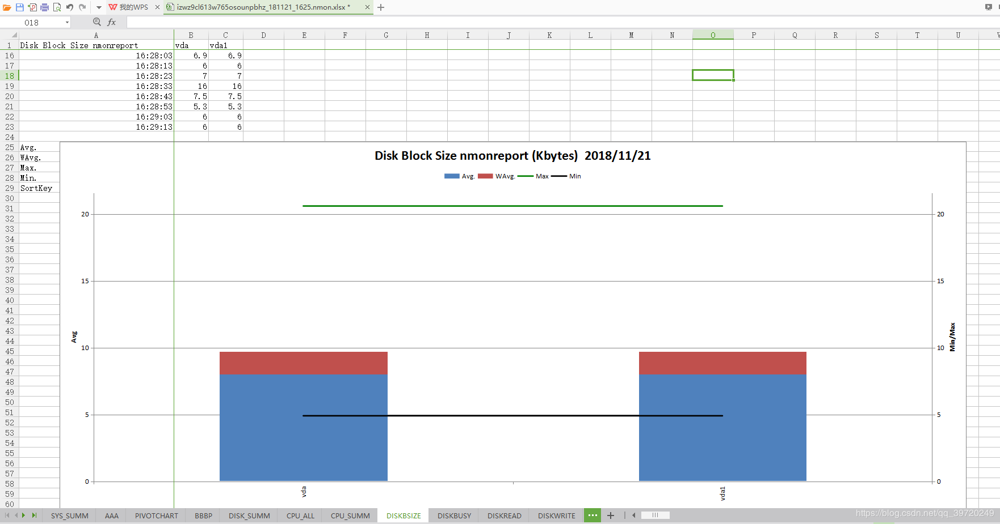 我的WPS × izwz9cl613w765osounpbhz_181121_1625.nmon.xlsx * × +
O18 fx
A B C D E F G H I J K L M N O P Q R S T U
1 Disk Block Size nmonreport vda vda1
16 16:28:03 6.9 6.9
17 16:28:13 6 6
18 16:28:23 7 7
19 16:28:33 16 16
20 16:28:43 7.5 7.5
21 16:28:53 5.3 5.3
22 16:29:03 6 6
23 16:29:13 6 6
24
25 Avg.
26 WAvg.
27 Max.
28 Min.
29 SortKey
30
31
32
33
34
35
36
37
38
39
40
41
42
43
44
45
46
47
48
49
50
51
52
53
54
55
56
57
58
59
60
Disk Block Size nmonreport (Kbytes) 2018/11/21
Avg. WAvg. Max Min
20 20
15 15
10 10
5 5
0 0
Avg
Min/Max
vda vda1
SYS_SUMM AAA PIVOTCHART BBBP DISK_SUMM CPU_ALL CPU_SUMM DISKBSIZE DISKBUSY DISKREAD DISKWRITE ... +
https://blog.csdn.net/qq_39720249